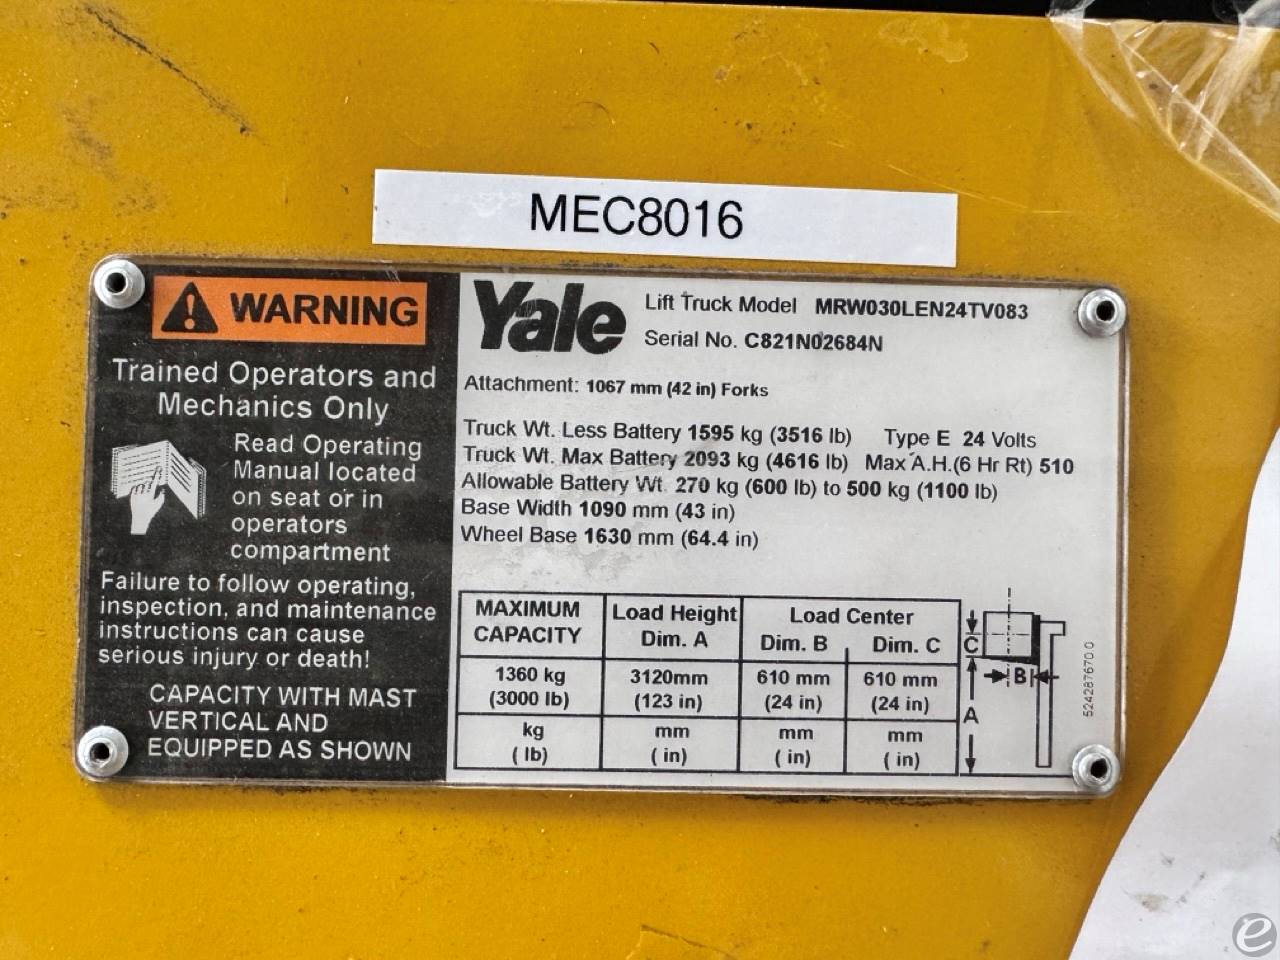 MEC8016
WARNING
Trained Operators and
Mechanics Only
Read Operating
Manual located
on seat or in
operators
compartment
Failure to follow operating,
inspection, and maintenance
instructions can cause
serious injury or death!
CAPACITY WITH MAST
VERTICAL AND
EQUIPPED AS SHOWN
Yale
Lift Truck Model MRW030LEN24TV083
Serial No. C821N02684N
Attachment: 1067 mm (42 in) Forks
Truck Wt. Less Battery 1595 kg (3516 lb) Type E 24 Volts
Truck Wt. Max Battery 2093 kg (4616 lb) Max A.H.(6 Hr Rt) 510
Allowable Battery Wt. 270 kg (600 lb) to 500 kg (1100 lb)
Base Width 1090 mm (43 in)
Wheel Base 1630 mm (64.4 in)
MAXIMUM CAPACITY Load Height Dim. A Load Center
Dim. B Dim. C
1360 kg 3120mm 610 mm 610 mm
(3000 lb) (123 in) (24 in) (24 in)
kg mm mm mm
( lb) ( in) ( in) ( in)
C
B
A
524287670.0
e